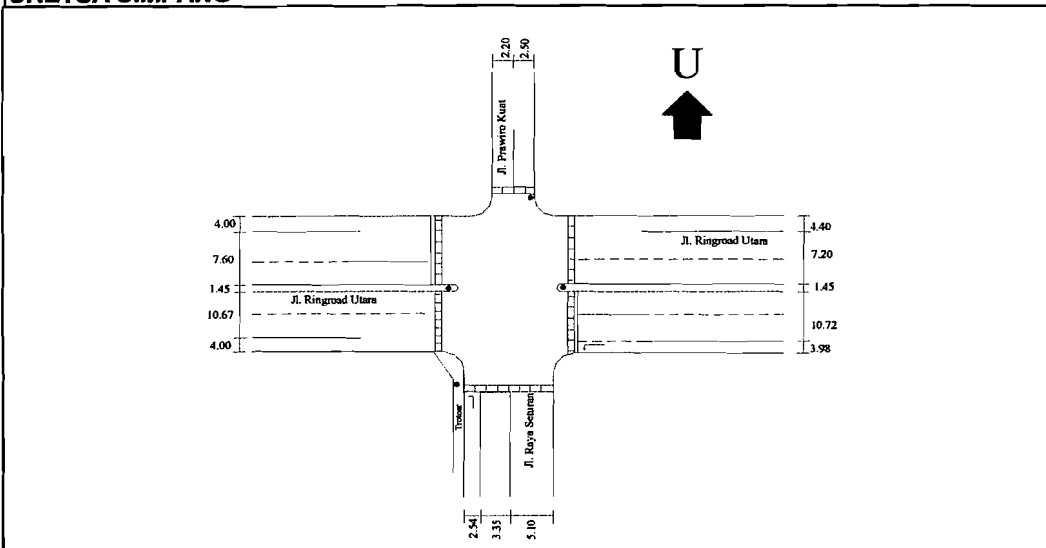 2.20
2.50
U
Jl. Prawiro Kuat
4.00
7.60
1.45
10.67
4.00
Jl. Ringroad Utara
Jl. Ringroad Utara
4.40
7.20
1.45
10.72
3.98
Trotoar
Jl. Raya Seturan
2.54
3.35
5.10